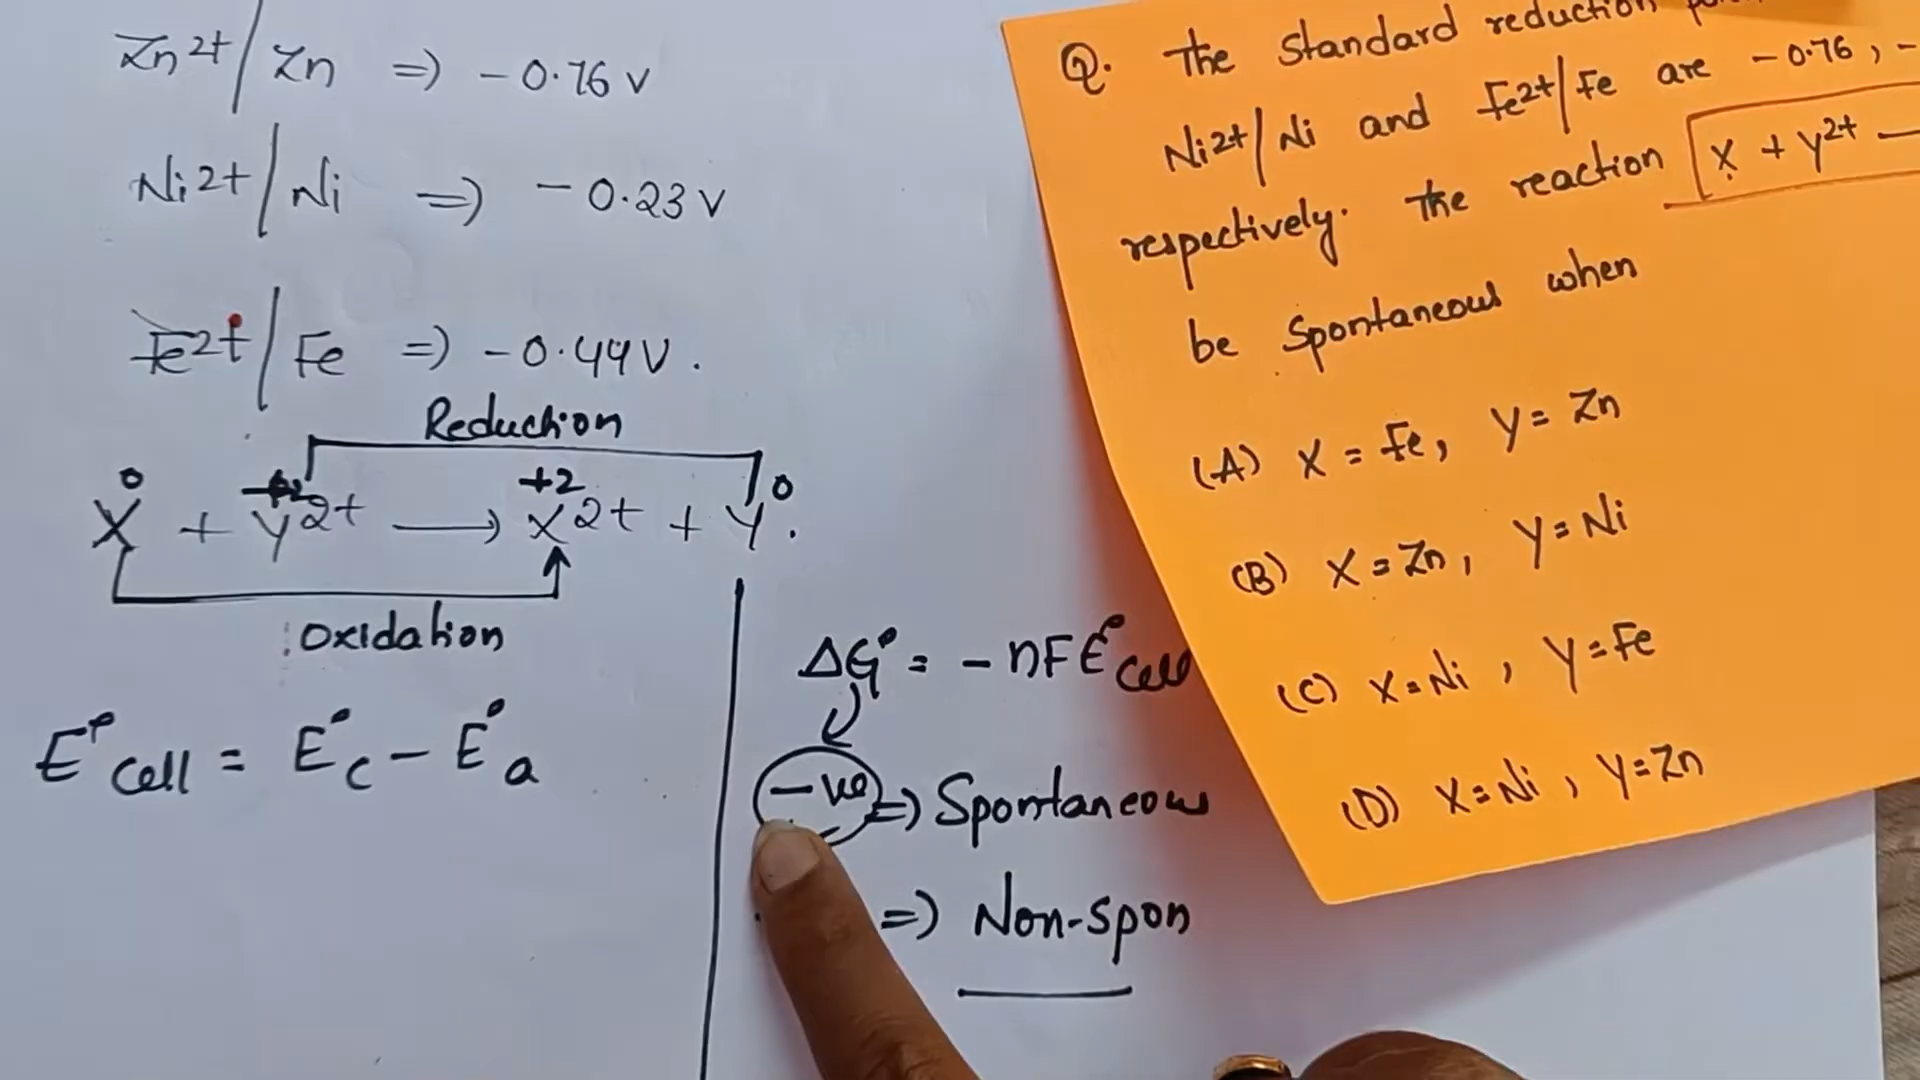 Zn2+/Zn => -0.76 V
Ni2+/Ni => -0.23 V
Fe2+/Fe => -0.44 V.
Reduction
0 +2 0
X + Y2+ → X2+ + Y.
Oxidation
E°Cell = E°c - E°a
ΔG° = -nFE°Cell
-ve => Spontaneous
=> Non-spon
Q. The Standard reduction
Ni2+/Ni and Fe2+/Fe are -0.76, -
respectively. The reaction X + Y2+ —
be Spontaneous when
(A) X = Fe, Y = Zn
(B) X = Zn, Y = Ni
(C) X = Ni, Y = Fe
(D) X = Ni, Y = Zn